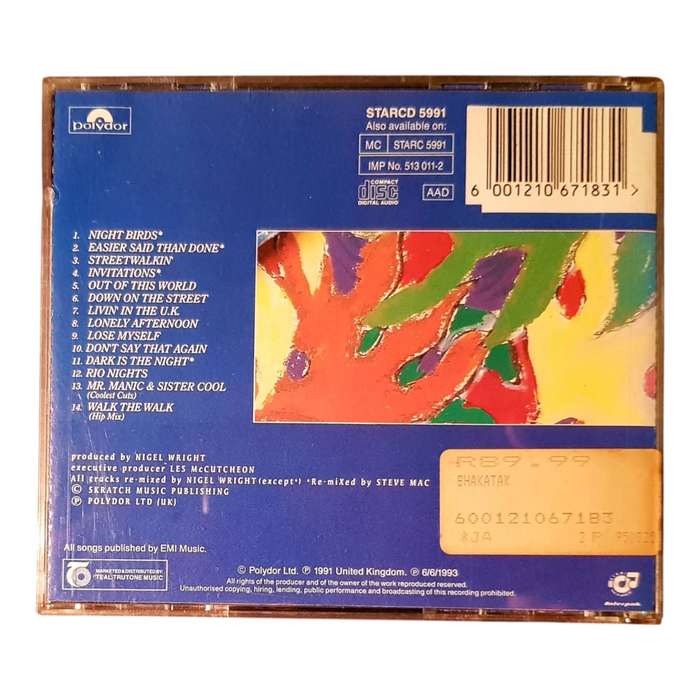 polydor
STARCD 5991
Also available on:
MC STARC 5991
IMP No. 513 011-2
COMPACT
disc
DIGITAL AUDIO
AAD
6 001210 671831
1. NIGHT BIRDS*
2. EASIER SAID THAN DONE*
3. STREETWALKIN'
4. INVITATIONS*
5. OUT OF THIS WORLD
6. DOWN ON THE STREET
7. LIVIN' IN THE U.K.
8. LONELY AFTERNOON
9. LOSE MYSELF
10. DON'T SAY THAT AGAIN
11. DARK IS THE NIGHT*
12. RIO NIGHTS
13. MR. MANIC & SISTER COOL
(Coolest Cuts)
14. WALK THE WALK
(Hip Mix)
produced by NIGEL WRIGHT
executive producer LES McCUTCHEON
All tracks re-mixed by NIGEL WRIGHT (except*) *Re-miXed by STEVE MAC
© SKRATCH MUSIC PUBLISHING
℗ POLYDOR LTD (UK)
R89.99
BHAKATAK
600121067183
All songs published by EMI Music.
MARKETED & DISTRIBUTED BY:
TEAL TRUTONE MUSIC
© Polydor Ltd. ℗ 1991 United Kingdom. ℗ 6/6/1993
All rights of the producer and of the owner of the work reproduced reserved.
Unauthorised copying, hiring, lending, public performance and broadcasting of this recording prohibited.